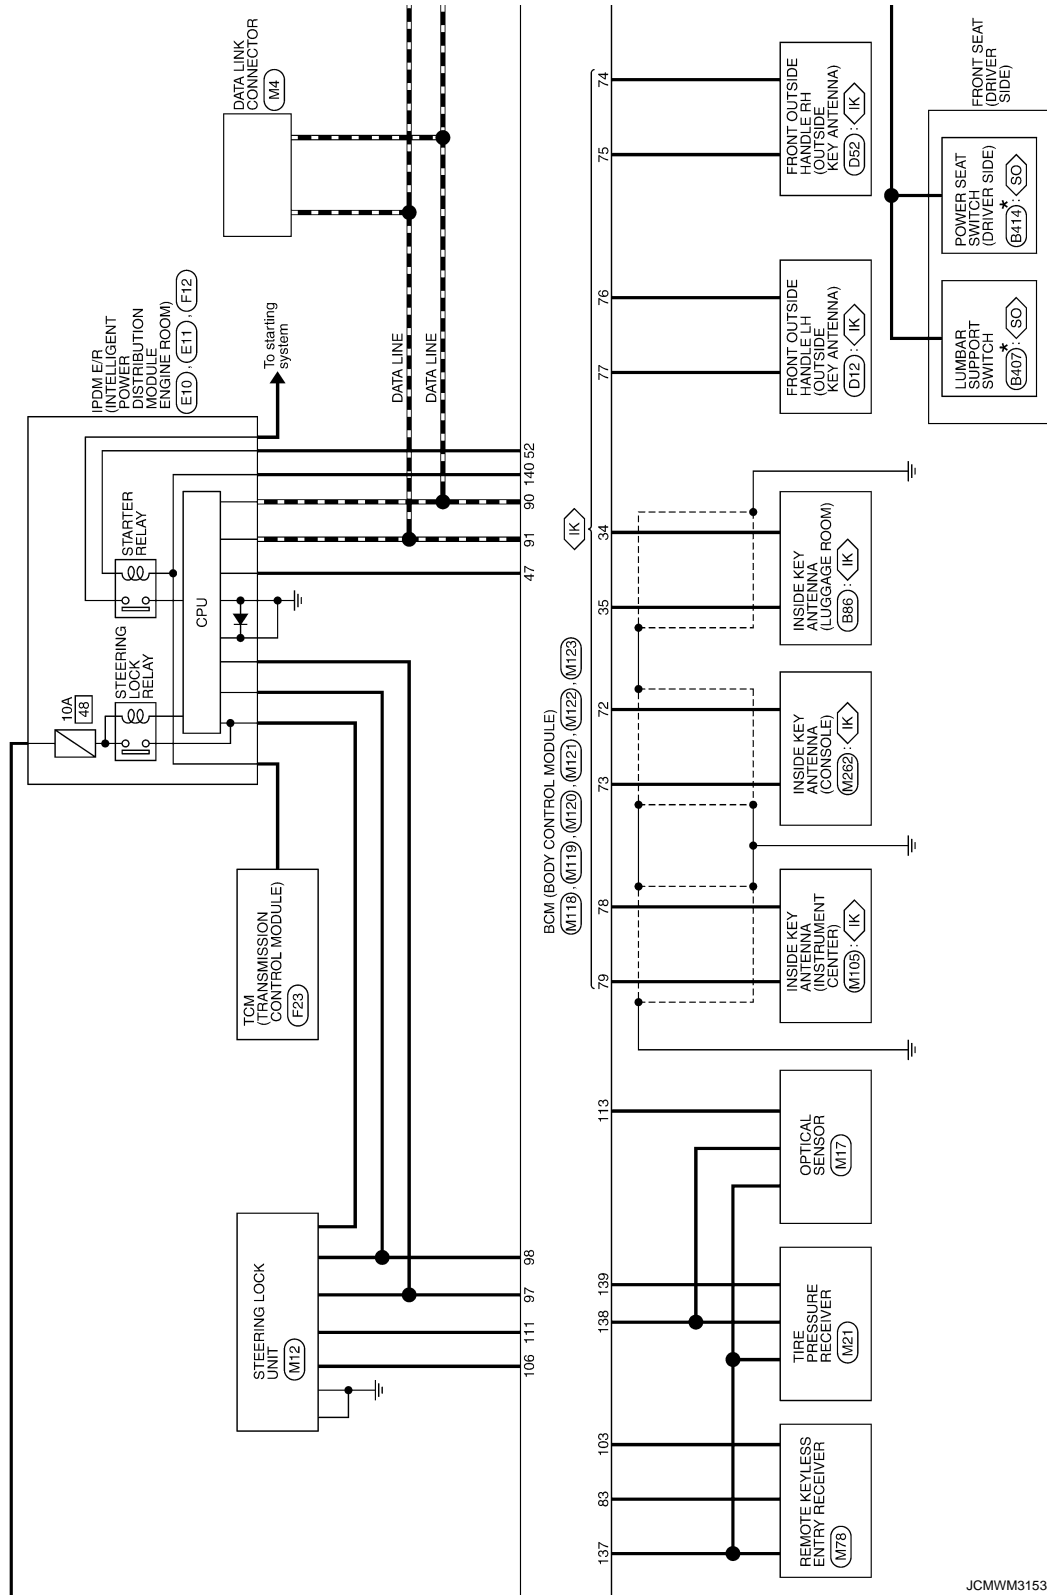 DATA LINK
CONNECTOR
M4
IPDM E/R
(INTELLIGENT
POWER
DISTRIBUTION
MODULE
ENGINE ROOM)
E10 , E11 , F12
To starting
system
STARTER
RELAY
STEERING
LOCK
RELAY
10A
48
CPU
DATA LINE
DATA LINE
TCM
(TRANSMISSION
CONTROL MODULE)
F23
STEERING LOCK
UNIT
M12
106
111
97
98
47
91
90
140
52
BCM (BODY CONTROL MODULE)
M118 , M119 , M120 , M121 , M122 , M123
IK
137
83
103
138
139
113
79
78
73
72
35
34
77
76
75
74
REMOTE KEYLESS
ENTRY RECEIVER
M78
TIRE
PRESSURE
RECEIVER
M21
OPTICAL
SENSOR
M17
INSIDE KEY
ANTENNA
(INSTRUMENT
CENTER)
M105 : IK
INSIDE KEY
ANTENNA
(CONSOLE)
M262 : IK
INSIDE KEY
ANTENNA
(LUGGAGE ROOM)
B86 : IK
FRONT OUTSIDE
HANDLE LH
(OUTSIDE
KEY ANTENNA)
D12 : IK
FRONT OUTSIDE
HANDLE RH
(OUTSIDE
KEY ANTENNA)
D52 : IK
FRONT SEAT
(DRIVER
SIDE)
LUMBAR
SUPPORT
SWITCH
B407 * : SO
POWER SEAT
SWITCH
(DRIVER SIDE)
B414 * : SO
JCMWM3153